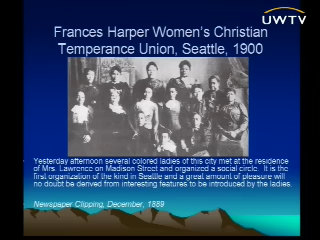 UWTV
Frances Harper Women's Christian
Temperance Union, Seattle, 1900
Yesterday afternoon several colored ladies of this city met at the residence
of Mrs. Lawrence on Madison Street and organized a social circle. It is the
first organization of the kind in Seattle and a great amount of pleasure will
no doubt be derived from interesting features to be introduced by the ladies.
Newspaper Clipping, December, 1889